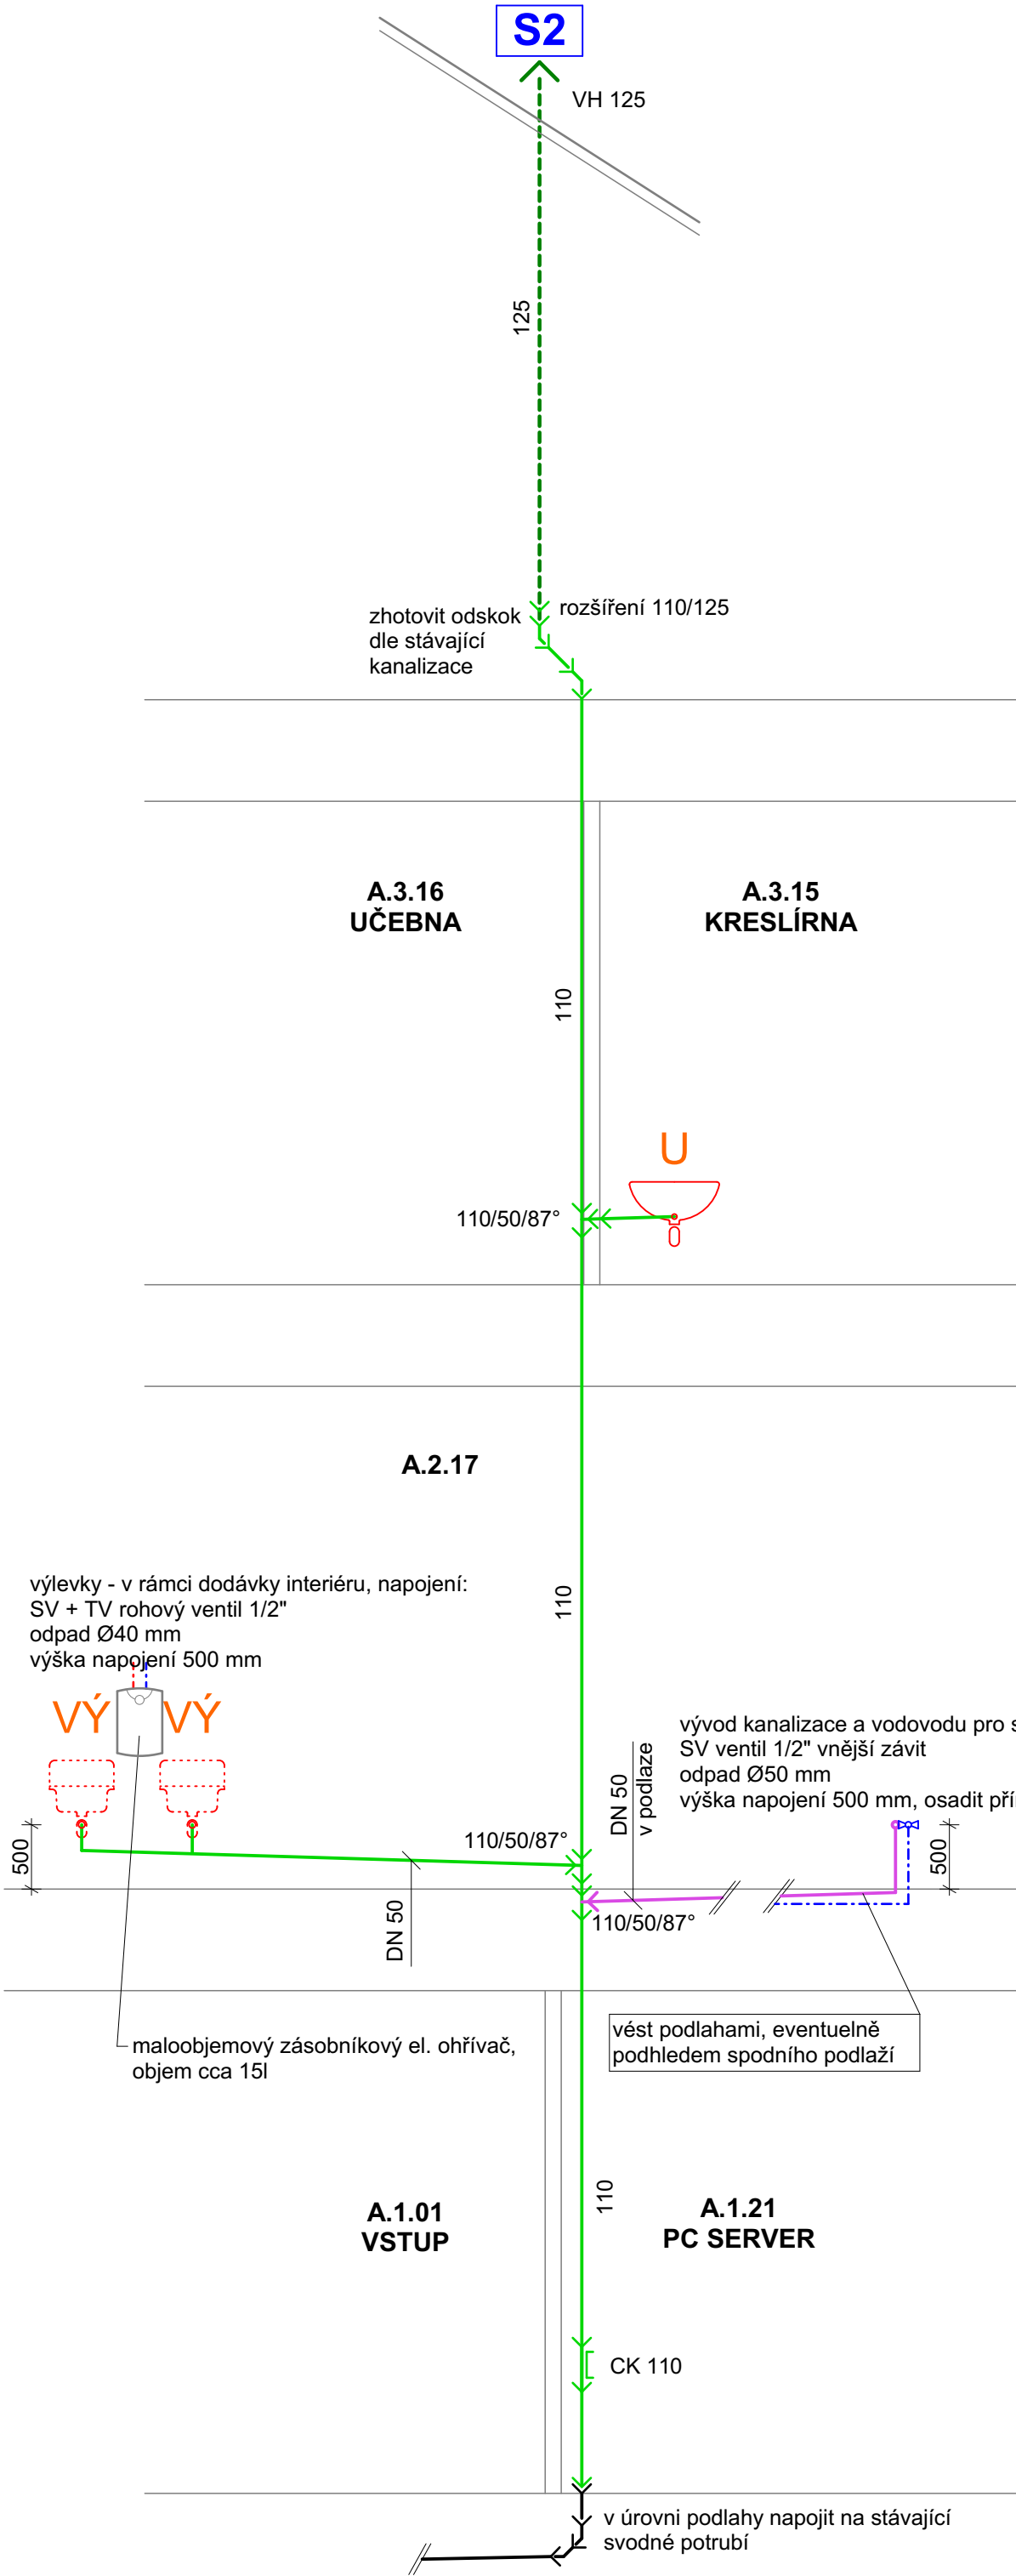 S2
VH 125
125
zhotovit odskok
dle stávající
kanalizace
rozšíření 110/125
A.3.16
UČEBNA
A.3.15
KRESLÍRNA
110
U
110/50/87°
A.2.17
110
výlevky - v rámci dodávky interiéru, napojení:
SV + TV rohový ventil 1/2"
odpad Ø40 mm
výška napojení 500 mm
VÝ
VÝ
vývod kanalizace a vodovodu pro
SV ventil 1/2" vnější závit
odpad Ø50 mm
výška napojení 500 mm, osadit
DN 50
v podlaze
500
110/50/87°
500
DN 50
110/50/87°
maloobjemový zásobníkový el. ohřívač,
objem cca 15l
vést podlahami, eventuelně
podhledem spodního podlaží
110
A.1.01
VSTUP
A.1.21
PC SERVER
CK 110
v úrovni podlahy napojit na stávající
svodné potrubí